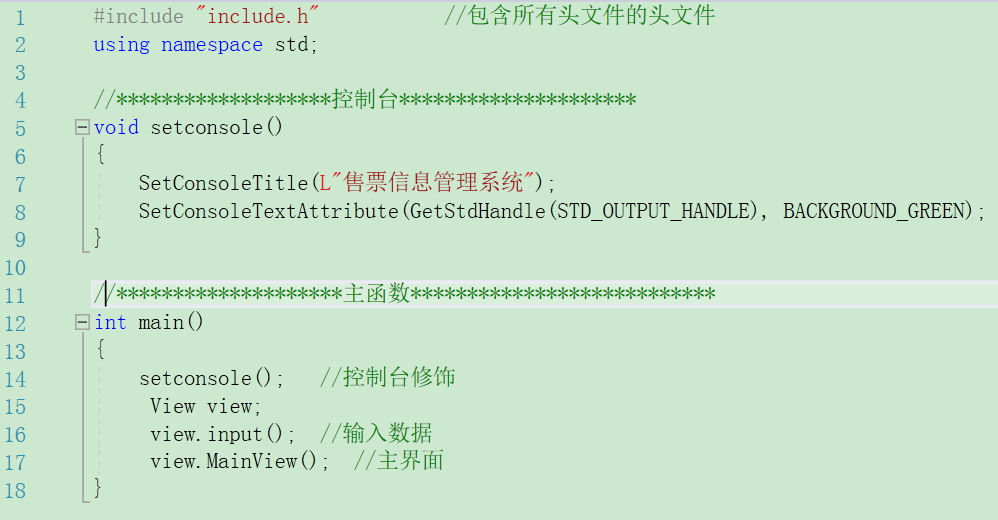 1 #include "include.h" //包含所有头文件的头文件
2 using namespace std;
3
4 //*******************控制台*********************
5 void setconsole()
6 {
7 SetConsoleTitle(L"售票信息管理系统");
8 SetConsoleTextAttribute(GetStdHandle(STD_OUTPUT_HANDLE), BACKGROUND_GREEN);
9 }
10
11 //********************主函数***************************
12 int main()
13 {
14 setconsole(); //控制台修饰
15 View view;
16 view.input(); //输入数据
17 view.MainView(); //主界面
18 }